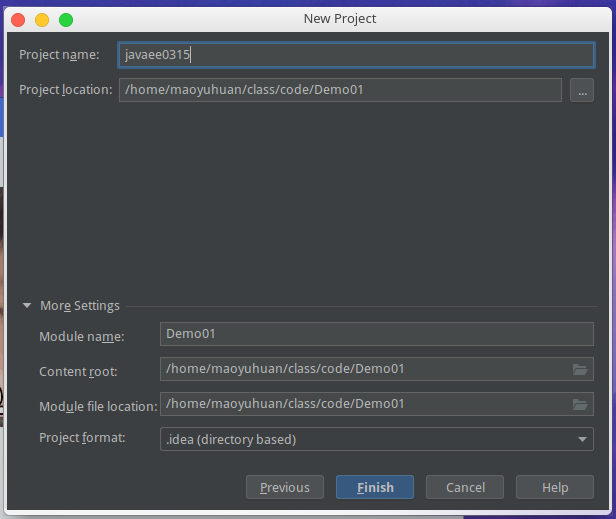 New Project
Project name: javaee0315
Project location: /home/maoyuhuan/class/code/Demo01 ...
More Settings
Module name: Demo01
Content root: /home/maoyuhuan/class/code/Demo01
Module file location: /home/maoyuhuan/class/code/Demo01
Project format: .idea (directory based)
Previous Finish Cancel Help